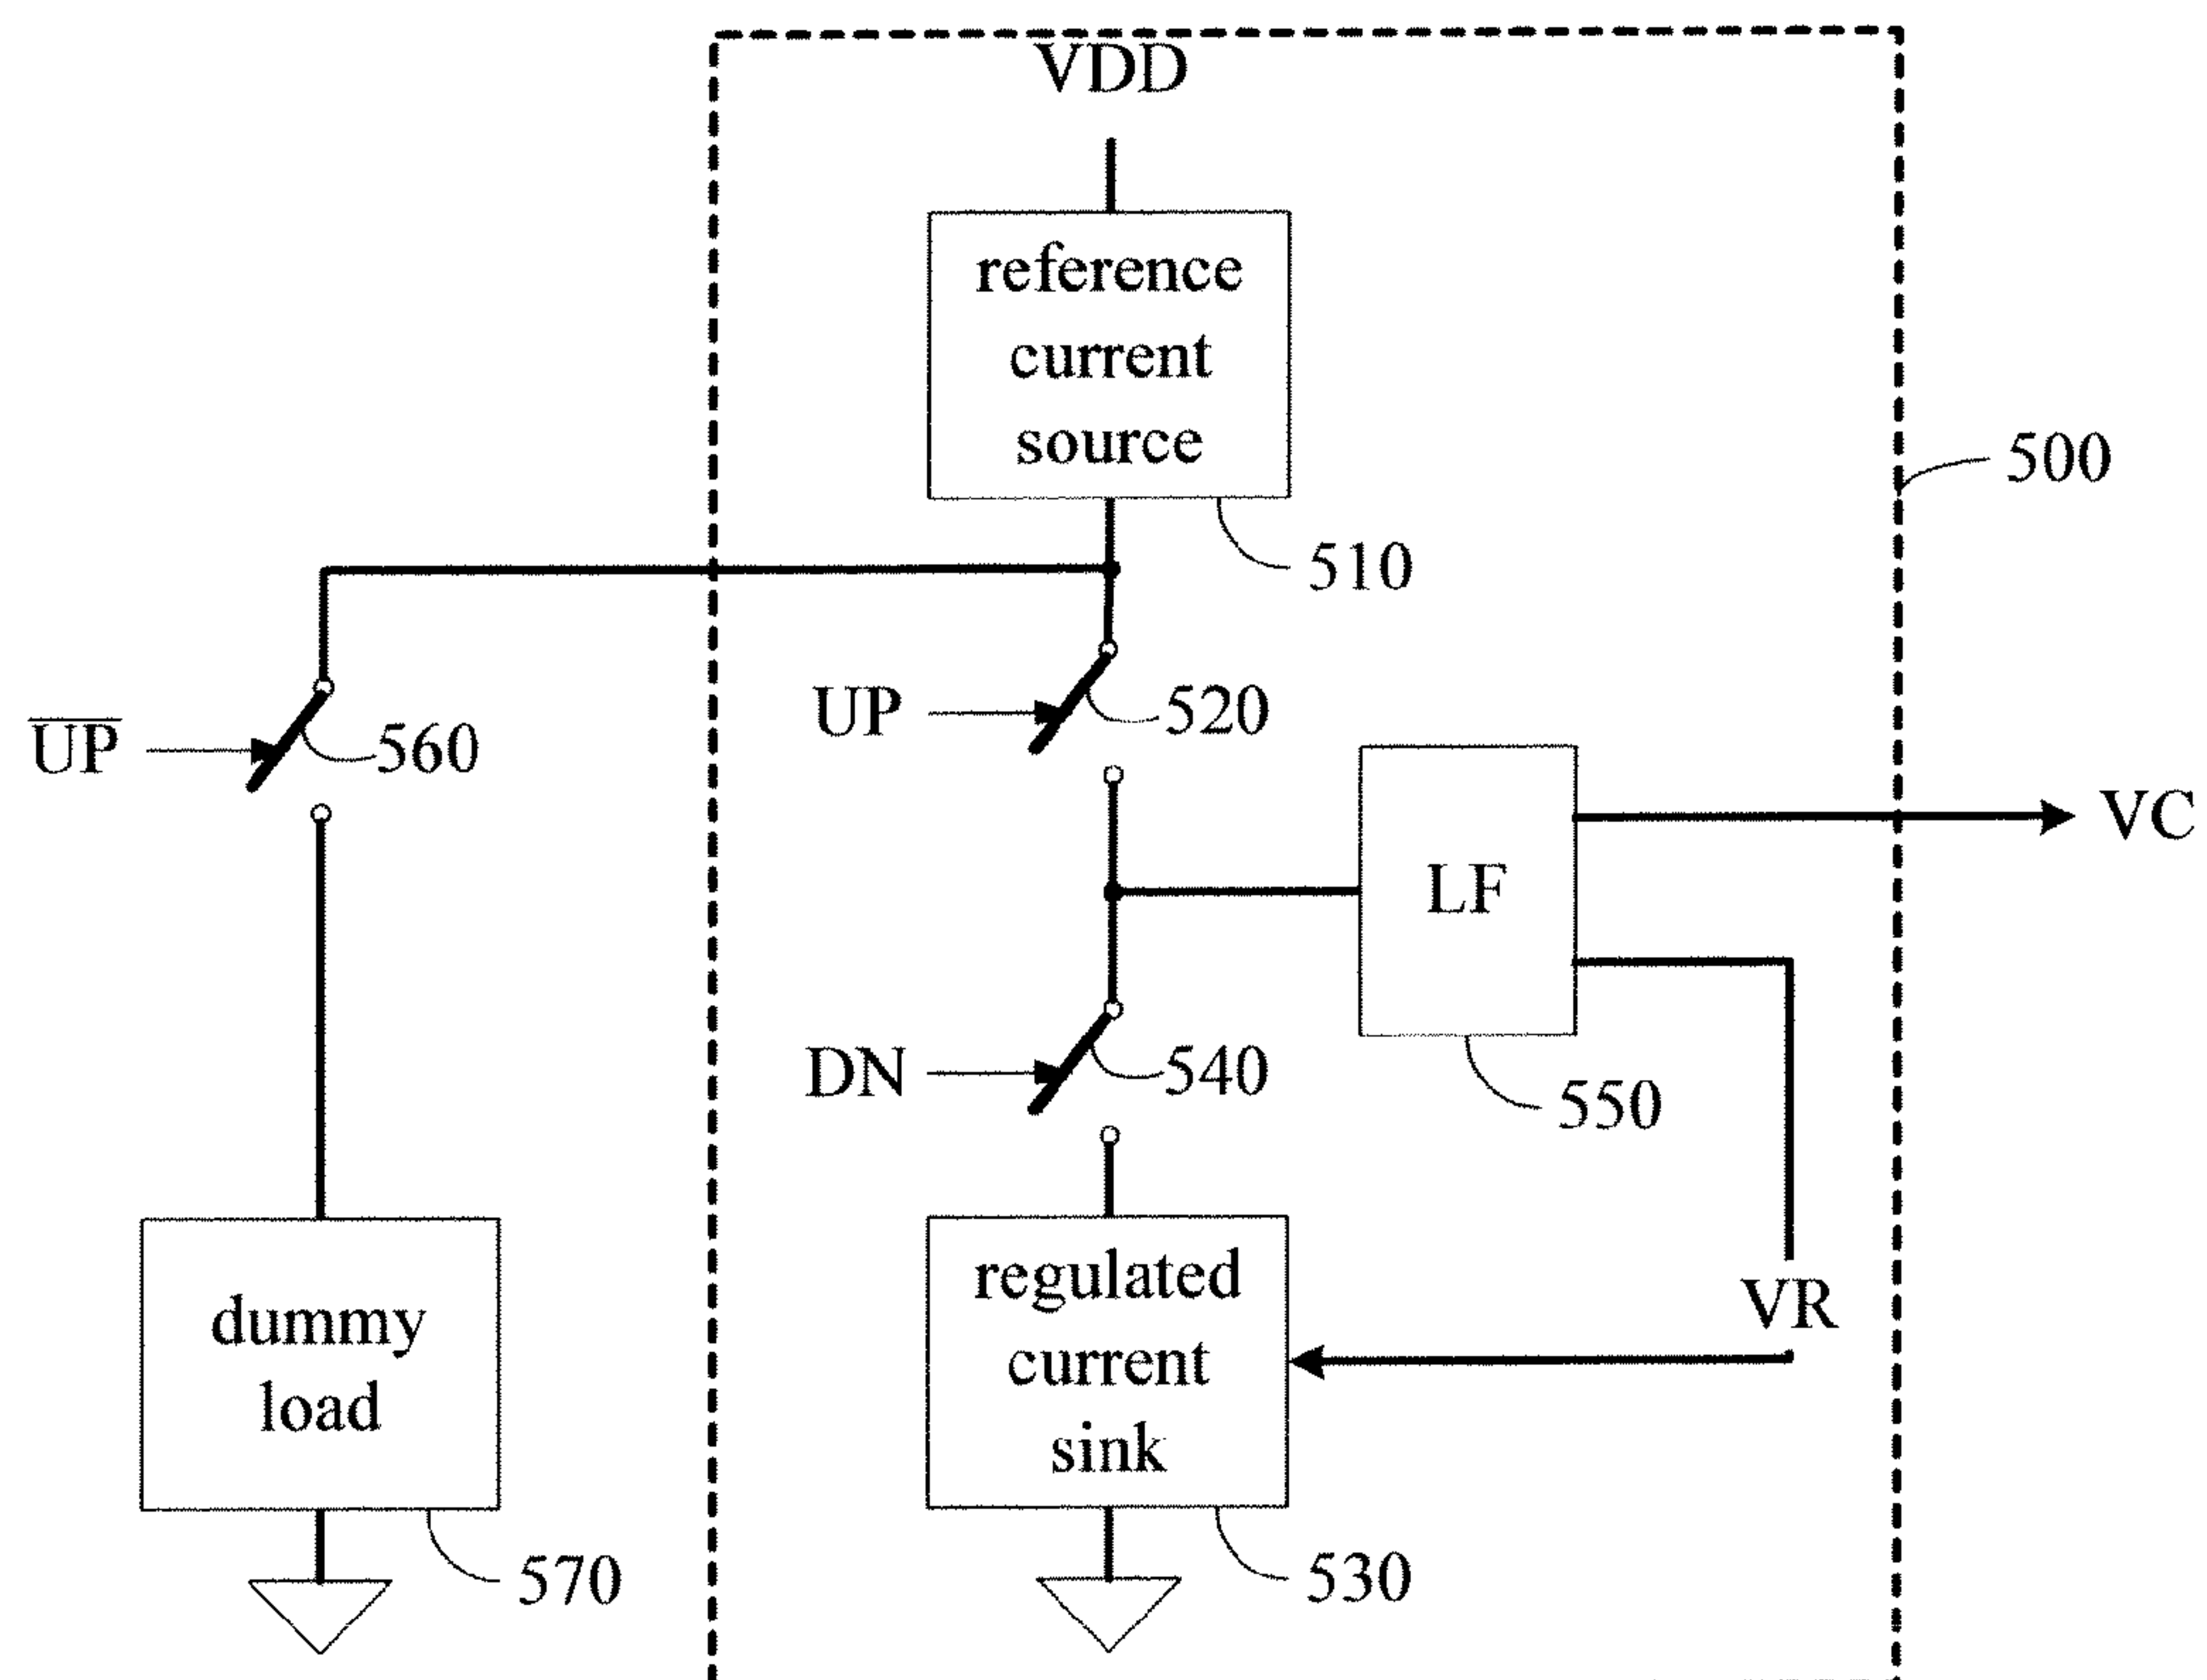 VDD
reference
current
source
500
510
UP
520
U̅P̅
560
VC
LF
DN
540
550
regulated
current
sink
VR
dummy
load
530
570